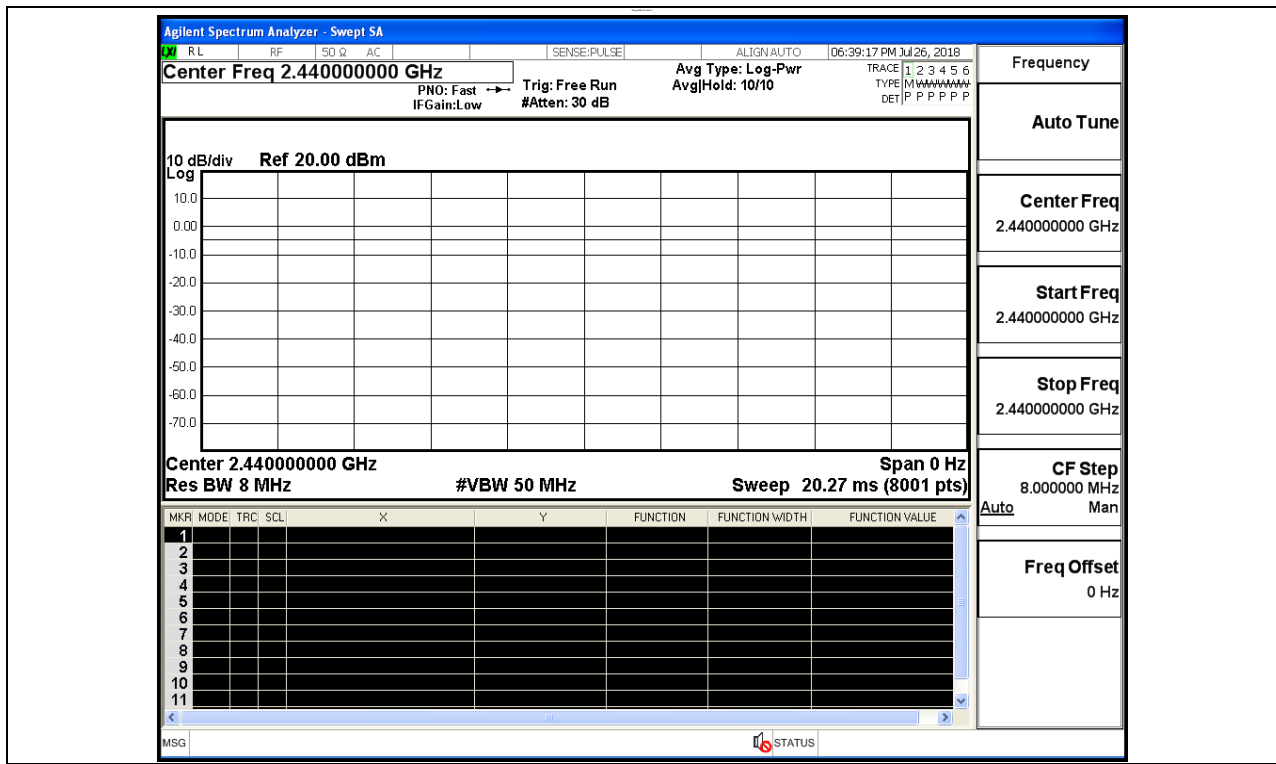 Agilent Spectrum Analyzer - Swept SA
LXI RL RF 50 Ω AC SENSE:PULSE ALIGN AUTO 06:39:17 PM Jul 26, 2018
Center Freq 2.440000000 GHz
PNO: Fast
IFGain:Low
Trig: Free Run
#Atten: 30 dB
Avg Type: Log-Pwr
Avg|Hold: 10/10
TRACE 1 2 3 4 5 6
TYPE M W W W W W
DET P P P P P P
10 dB/div Ref 20.00 dBm
Log
10.0
0.00
-10.0
-20.0
-30.0
-40.0
-50.0
-60.0
-70.0
Center 2.440000000 GHz Span 0 Hz
Res BW 8 MHz #VBW 50 MHz Sweep 20.27 ms (8001 pts)
MKR MODE TRC SCL X Y FUNCTION FUNCTION WIDTH FUNCTION VALUE
1
2
3
4
5
6
7
8
9
10
11
MSG STATUS
Frequency
Auto Tune
Center Freq
2.440000000 GHz
Start Freq
2.440000000 GHz
Stop Freq
2.440000000 GHz
CF Step
8.000000 MHz
Auto Man
Freq Offset
0 Hz